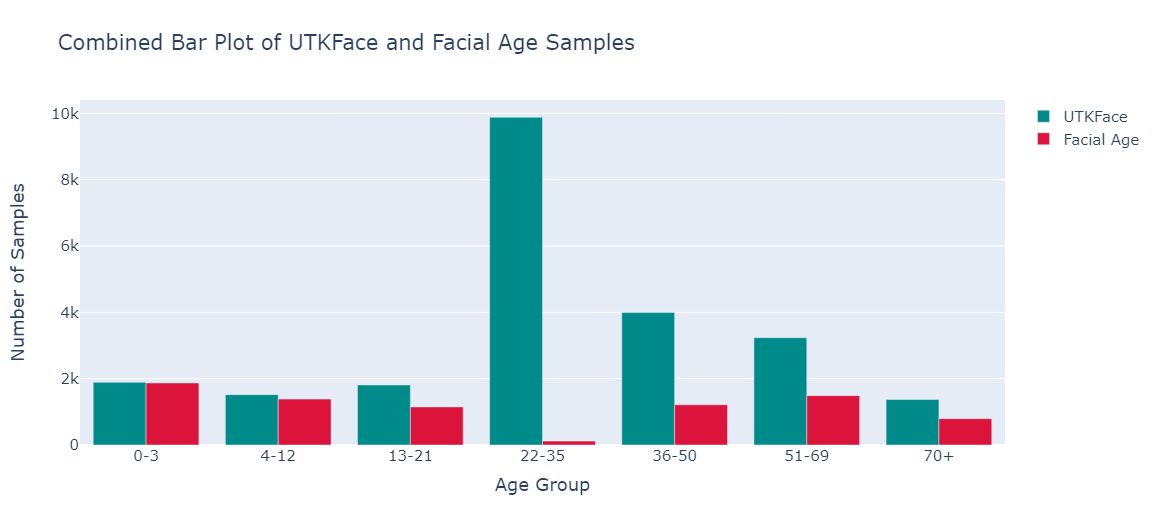 Combined Bar Plot of UTKFace and Facial Age Samples
UTKFace
Facial Age
Number of Samples
10k
8k
6k
4k
2k
0
0-3 4-12 13-21 22-35 36-50 51-69 70+
Age Group